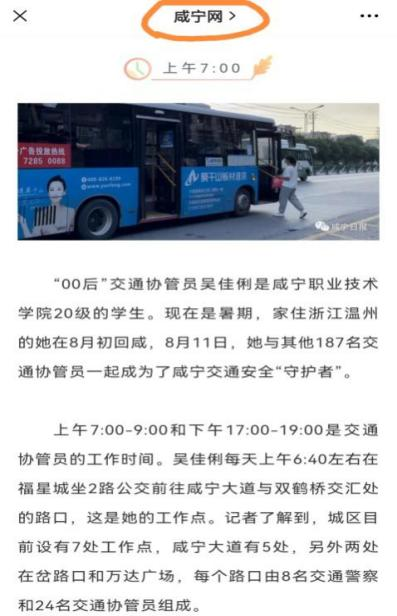 咸宁网 >
上午7:00
广告投放热线
7285 0088
咸宁日报
“00后”交通协管员吴佳俐是咸宁职业技术
学院20级的学生。现在是暑期，家住浙江温州
的她在8月初回咸，8月11日，她与其他187名交
通协管员一起成为了咸宁交通安全“守护者”。
上午7:00-9:00和下午17:00-19:00是交通
协管员的工作时间。吴佳俐每天上午6:40左右在
福星城坐2路公交前往咸宁大道与双鹤桥交汇处
的路口，这是她的工作点。记者了解到，城区目
前设有7处工作点，咸宁大道有5处，另外两处
在岔路口和万达广场，每个路口由8名交通警察
和24名交通协管员组成。